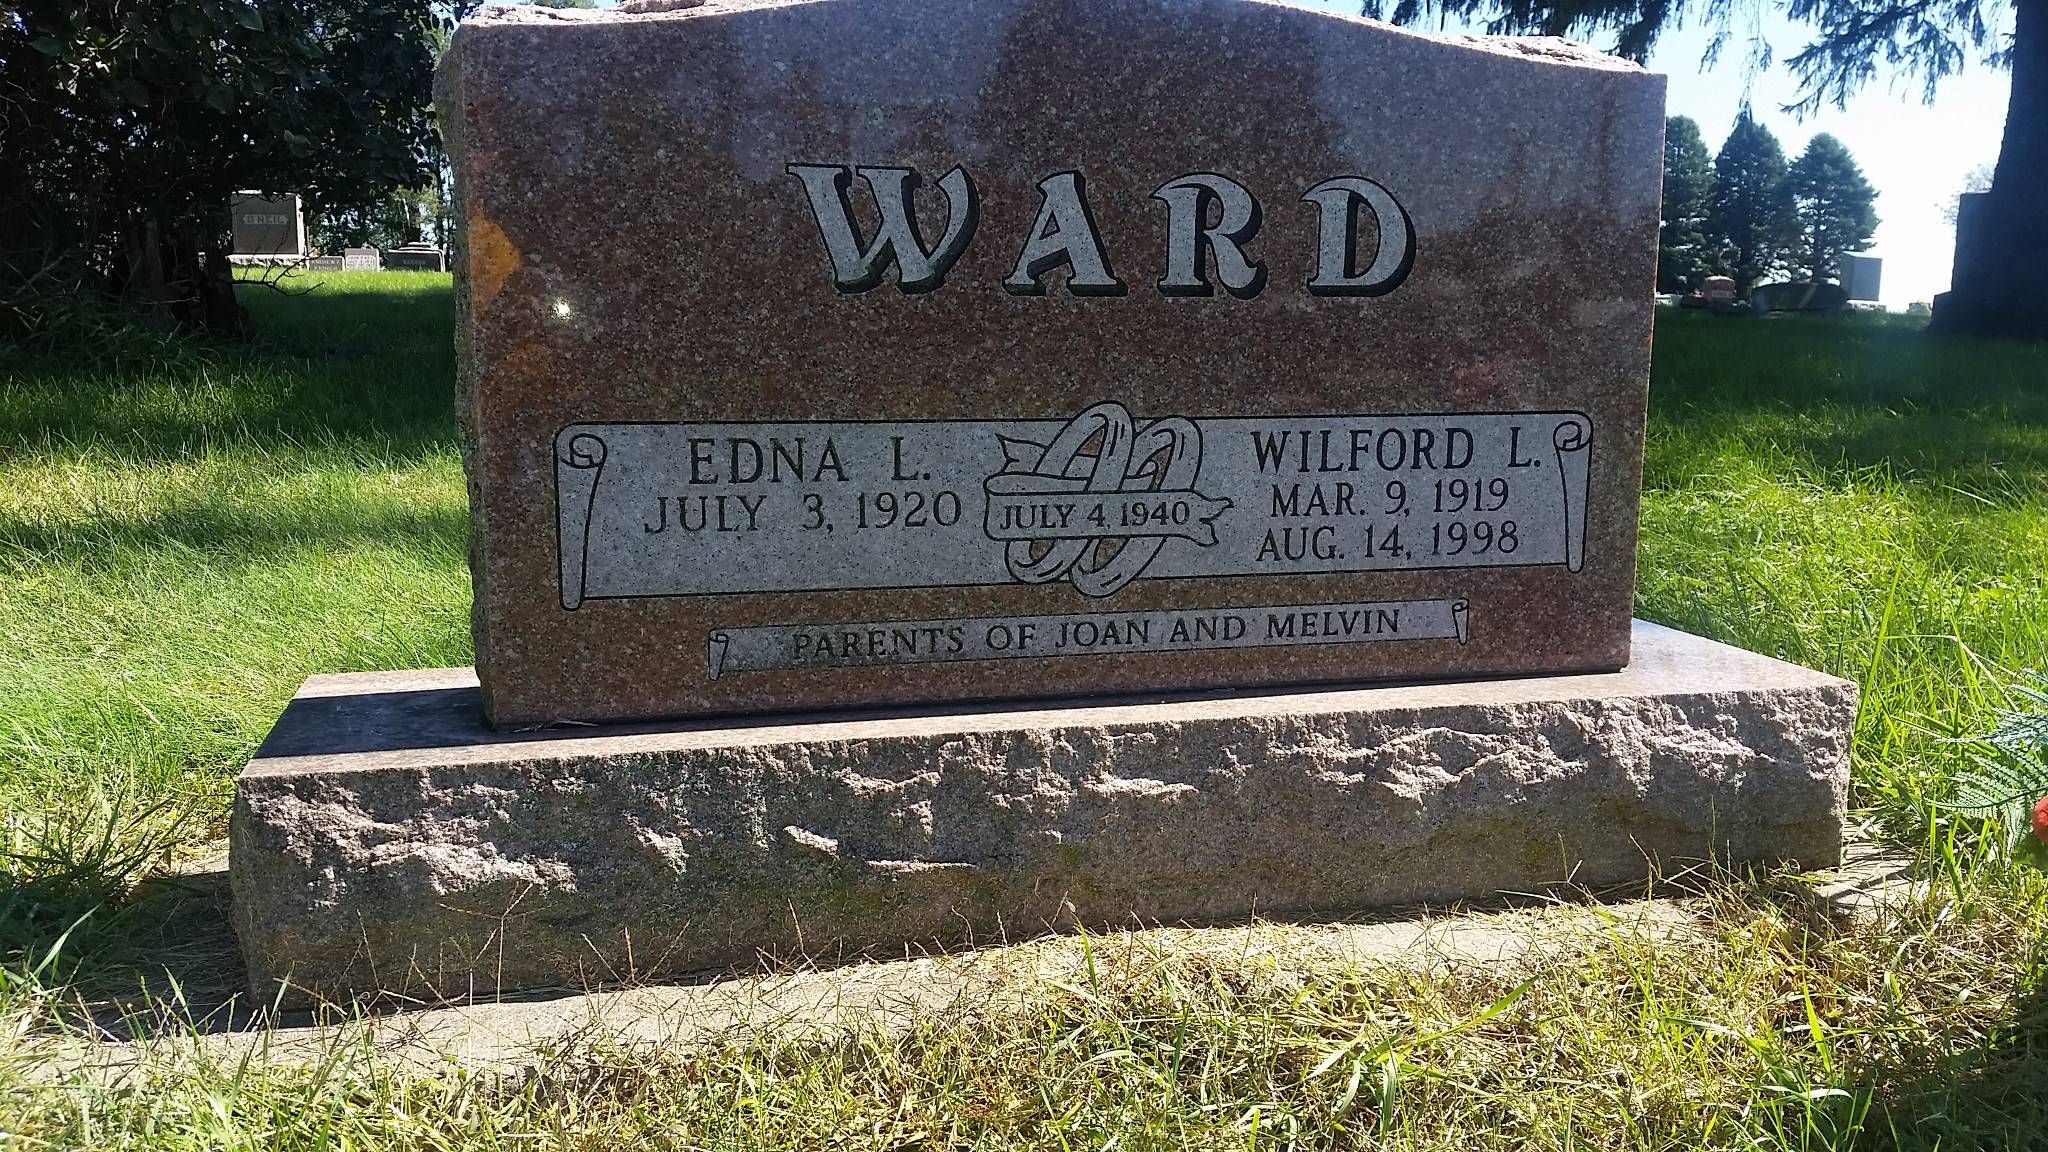 WARD
EDNA L.
JULY 3, 1920
JULY 4, 1940
WILFORD L.
MAR. 9, 1919
AUG. 14, 1998
PARENTS OF JOAN AND MELVIN
O'NEIL